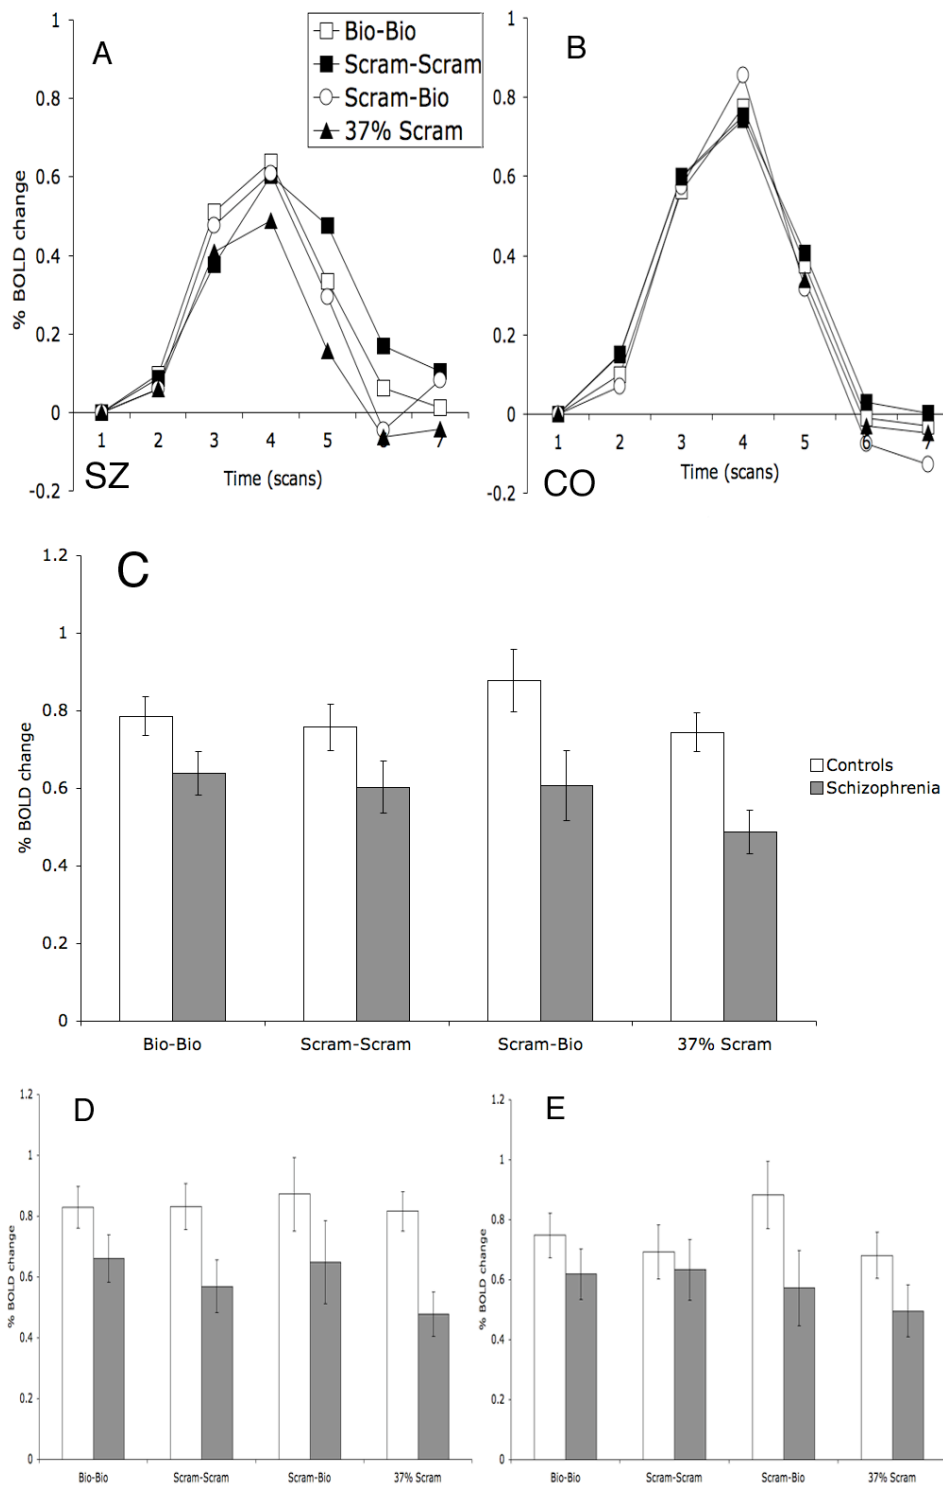 A
Bio-Bio
Scram-Scram
Scram-Bio
37% Scram
% BOLD change
1
0.8
0.6
0.4
0.2
0
-0.2
1 2 3 4 5 6 7
Time (scans)
SZ
B
1
0.8
0.6
0.4
0.2
0
-0.2
1 2 3 4 5 6 7
Time (scans)
CO
C
% BOLD change
1.2
1
0.8
0.6
0.4
0.2
0
Bio-Bio Scram-Scram Scram-Bio 37% Scram
Controls
Schizophrenia
D
% BOLD change
1.2
1
0.8
0.6
0.4
0.2
0
Bio-Bio Scram-Scram Scram-Bio 37% Scram
E
% BOLD change
1.2
1
0.8
0.6
0.4
0.2
0
Bio-Bio Scram-Scram Scram-Bio 37% Scram